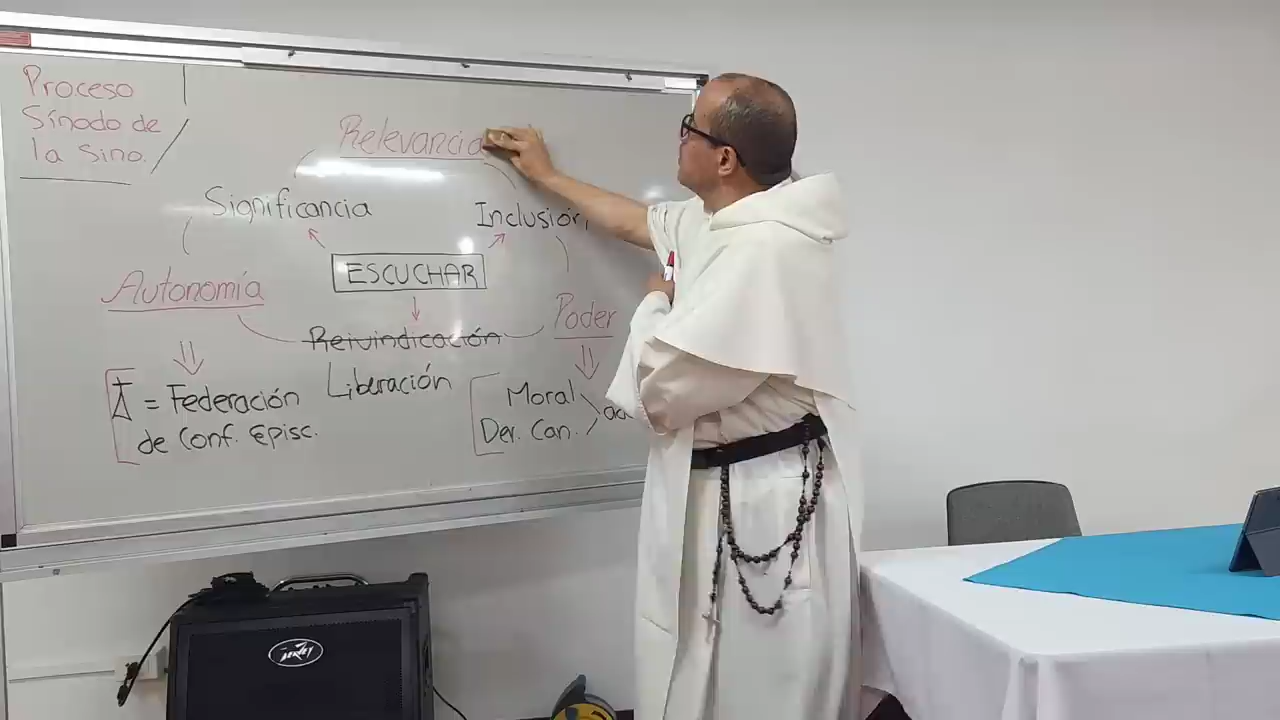 Proceso
Sínodo de
la Sino.
Relevancia
Significancia
Inclusión
ESCUCHAR
Autonomía
Poder
Reivindicación
Liberación
= Federación
de Conf. Episc.
Moral
Der. Can.
PEAVEY